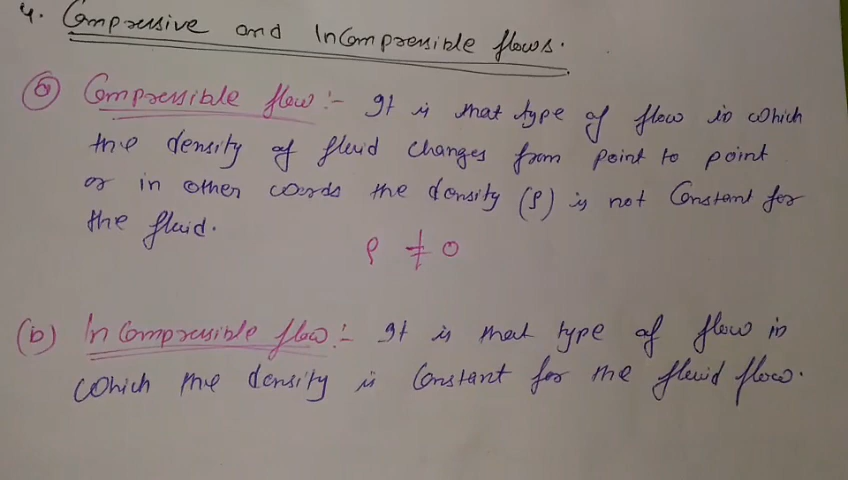 4. Compressive and Incompressible flows.
(a) Compressible flow :- It is that type of flow in which
the density of fluid changes from point to point
or in other words the density (ρ) is not Constant for
the fluid.
ρ ≠ 0
(b) Incompressible flow :- It is that type of flow in
which the density is Constant for the fluid flow.